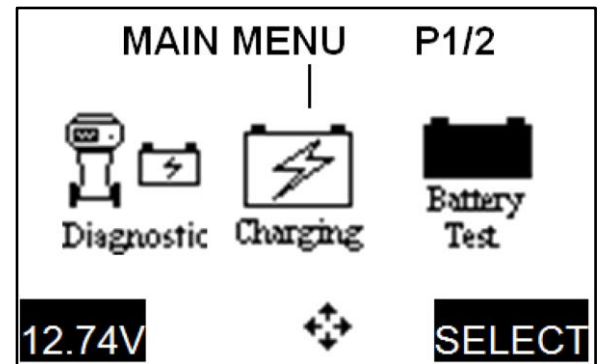 MAIN MENU P1/2
Diagnostic Charging Battery Test
12.74V SELECT